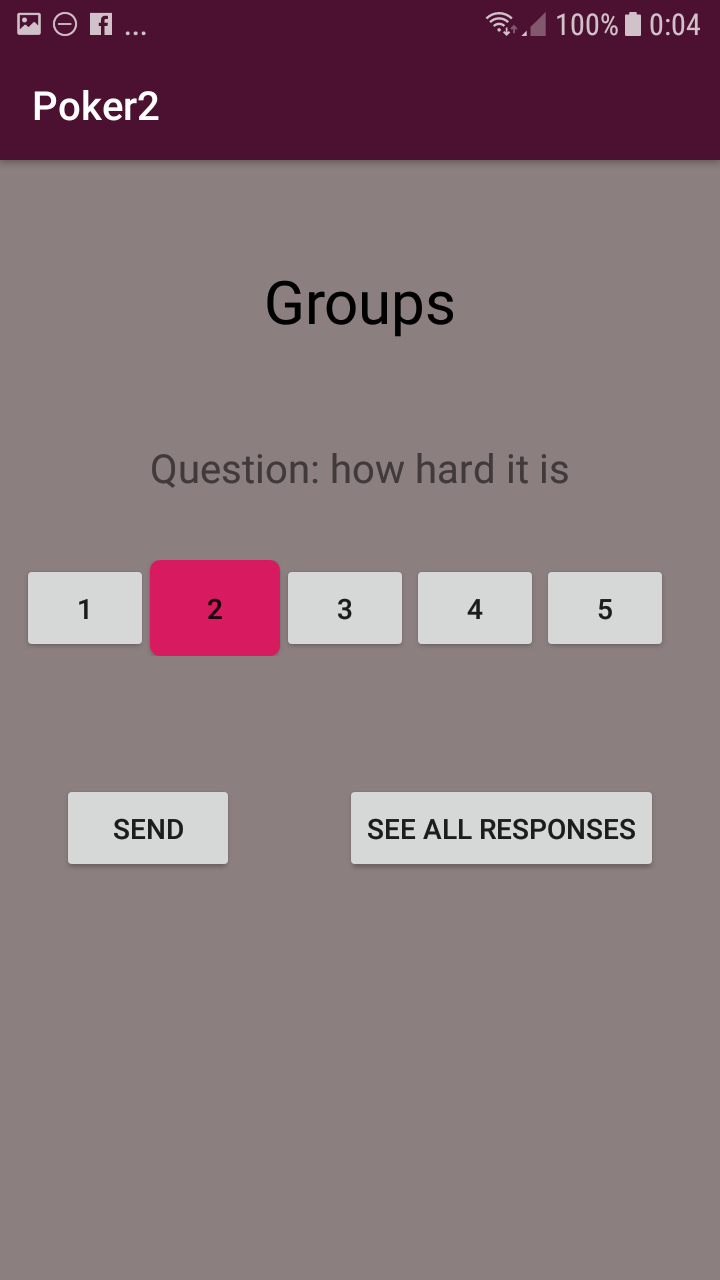 ... 100% 0:04
Poker2
Groups
Question: how hard it is
1 2 3 4 5
SEND SEE ALL RESPONSES